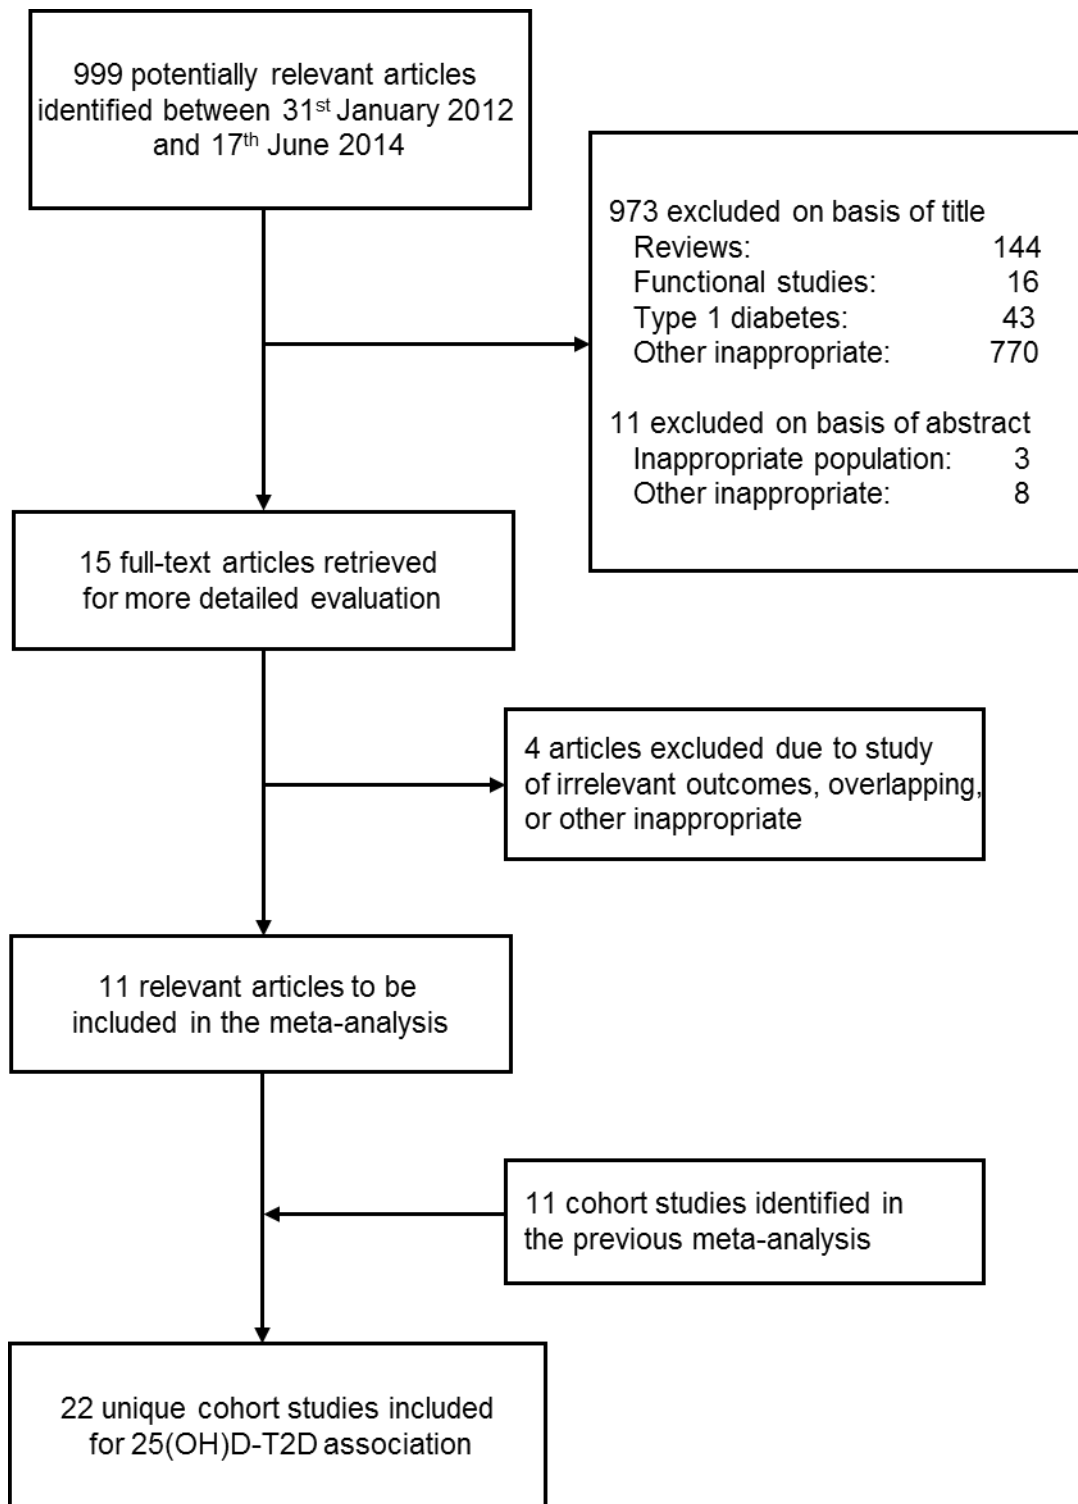 999 potentially relevant articles
identified between 31st January 2012
and 17th June 2014
973 excluded on basis of title
Reviews: 144
Functional studies: 16
Type 1 diabetes: 43
Other inappropriate: 770
11 excluded on basis of abstract
Inappropriate population: 3
Other inappropriate: 8
15 full-text articles retrieved
for more detailed evaluation
4 articles excluded due to study
of irrelevant outcomes, overlapping,
or other inappropriate
11 relevant articles to be
included in the meta-analysis
11 cohort studies identified in
the previous meta-analysis
22 unique cohort studies included
for 25(OH)D-T2D association